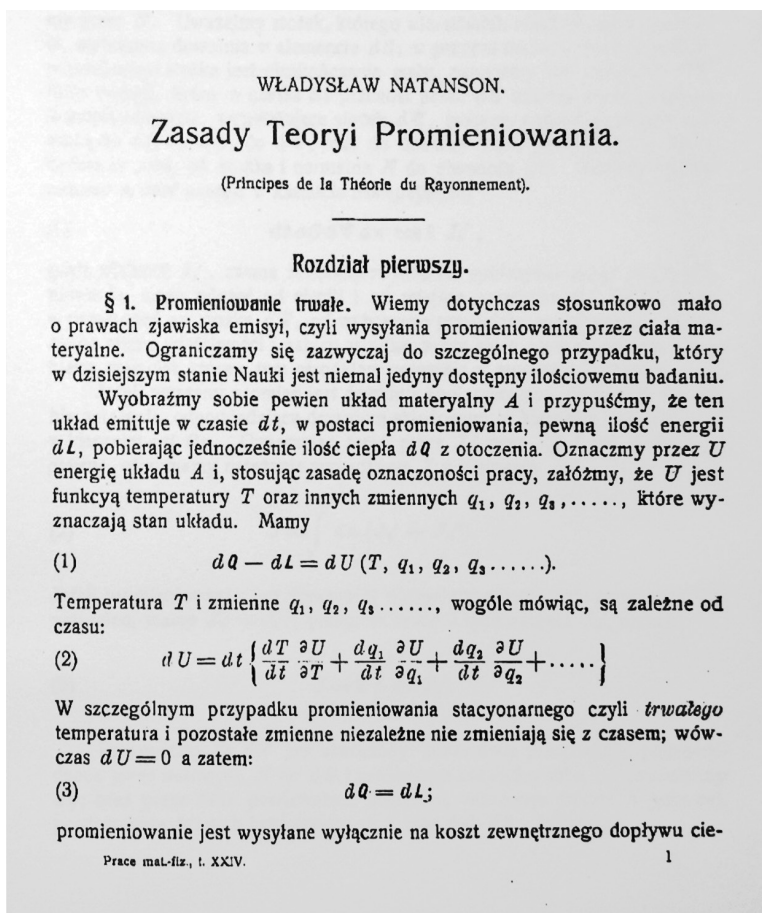 WŁADYSŁAW NATANSON.
Zasady Teoryi Promieniowania.
(Principes de la Théorie du Rayonnement).
Rozdział pierwszy.
§ 1. Promieniowanie trwałe. Wiemy dotychczas stosunkowo mało
o prawach zjawiska emisyi, czyli wysyłania promieniowania przez ciała ma-
teryalne. Ograniczamy się zazwyczaj do szczególnego przypadku, który
w dzisiejszym stanie Nauki jest niemal jedyny dostępny ilościowemu badaniu.
Wyobraźmy sobie pewien układ materyalny A i przypuśćmy, że ten
układ emituje w czasie dt, w postaci promieniowania, pewną ilość energii
dL, pobierając jednocześnie ilość ciepła dQ z otoczenia. Oznaczmy przez U
energię układu A i, stosując zasadę oznaczoności pracy, załóżmy, że U jest
funkcyą temperatury T oraz innych zmiennych q₁, q₂, q₃, ....., które wy-
znaczają stan układu. Mamy
(1) dQ — dL = dU (T, q₁, q₂, q₃......).
Temperatura T i zmienne q₁, q₂, q₃......, wogóle mówiąc, są zależne od
czasu:
(2) dU = dt { dT/dt ∂U/∂T + dq₁/dt ∂U/∂q₁ + dq₂/dt ∂U/∂q₂ + ..... }
W szczególnym przypadku promieniowania stacyonarnego czyli trwałego
temperatura i pozostałe zmienne niezależne nie zmieniają się z czasem; wów-
czas dU = 0 a zatem:
(3) dQ = dL;
promieniowanie jest wysyłane wyłącznie na koszt zewnętrznego dopływu cie-
Prace mat.-fiz., t. XXIV. 1